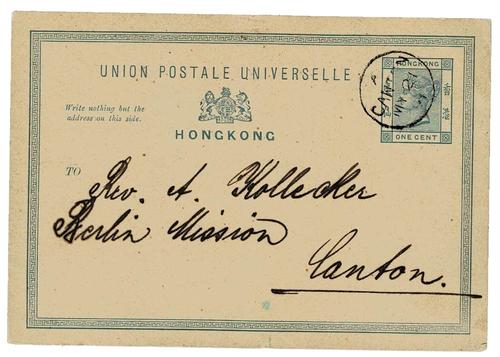 UNION POSTALE UNIVERSELLE
HONGKONG
Write nothing but the
address on this side.
HONGKONG
ONE CENT
TO
Rev. A. Kollecker
Berlin Mission
Canton.